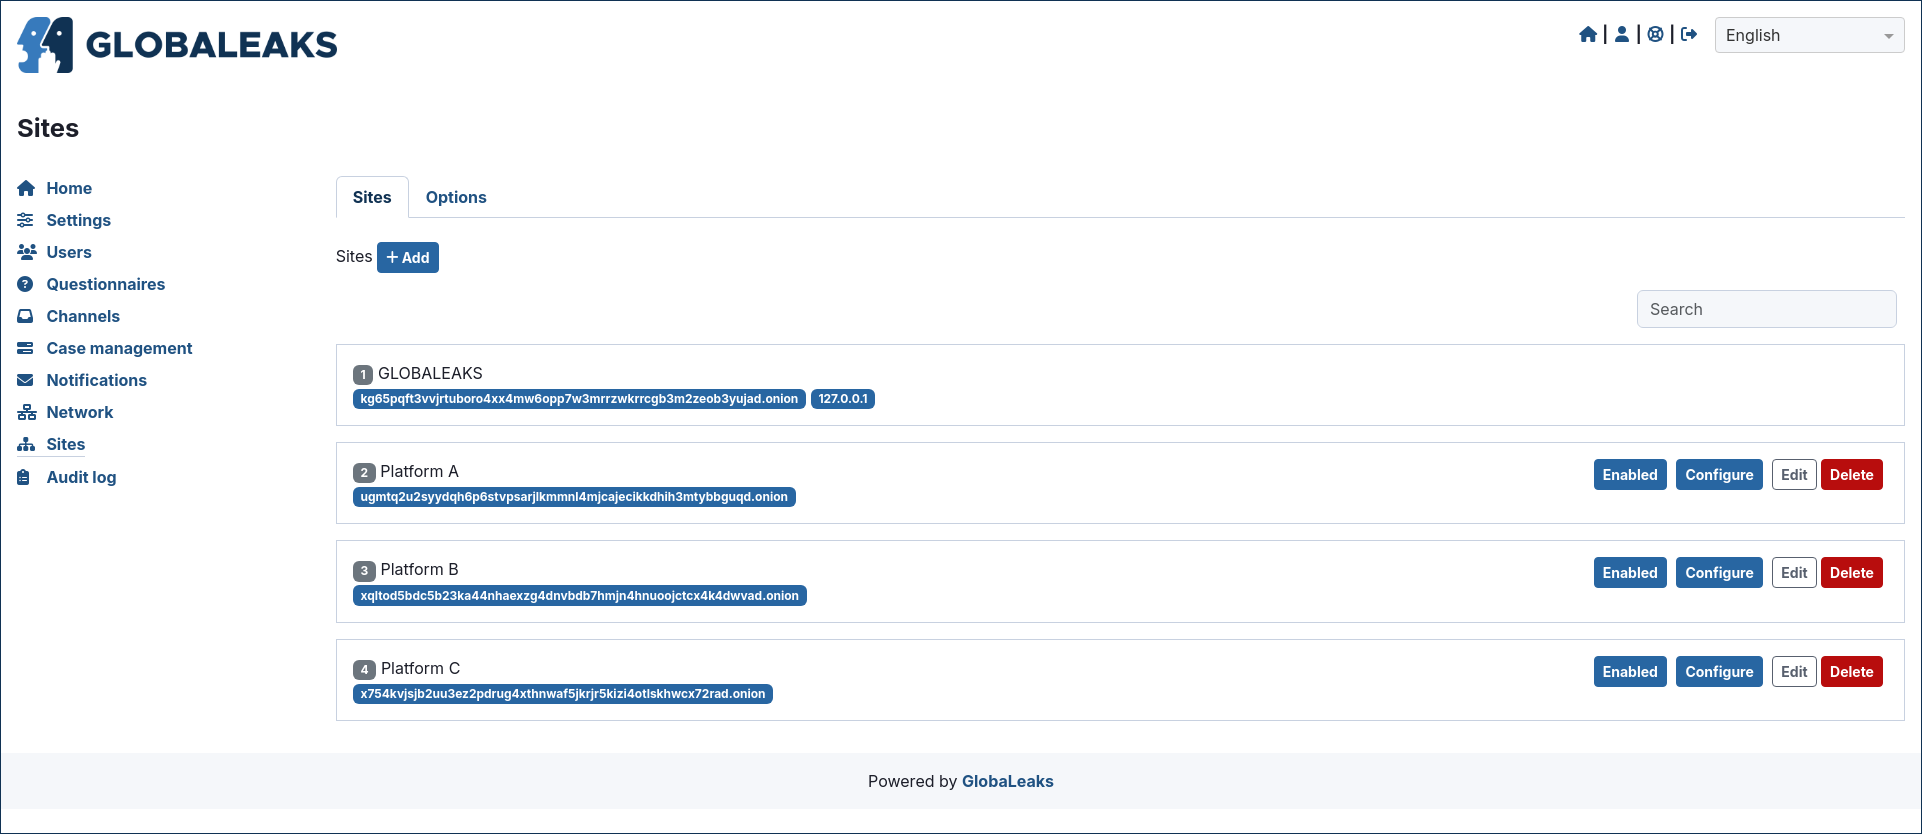 GLOBALEAKS
English
Sites
Home
Settings
Users
Questionnaires
Channels
Case management
Notifications
Network
Sites
Audit log
Sites Options
Sites + Add
Search
1 GLOBALEAKS
kg65pqft3vvjrtuboro4xx4mw6opp7w3mrrzwkrrcgb3m2zeob3yujad.onion 127.0.0.1
2 Platform A
Enabled Configure Edit Delete
ugmtq2u2syydqh6p6stvpsarjlkmmnl4mjcajecikkdhih3mtybbguqd.onion
3 Platform B
Enabled Configure Edit Delete
xqltod5bdc5b23ka44nhaexzg4dnvbdb7hmjn4hnuoojctcx4k4dwvad.onion
4 Platform C
Enabled Configure Edit Delete
x754kvjsjb2uu3ez2pdrug4xthnwaf5jkrjr5kizi4otlskhwcx72rad.onion
Powered by GlobaLeaks